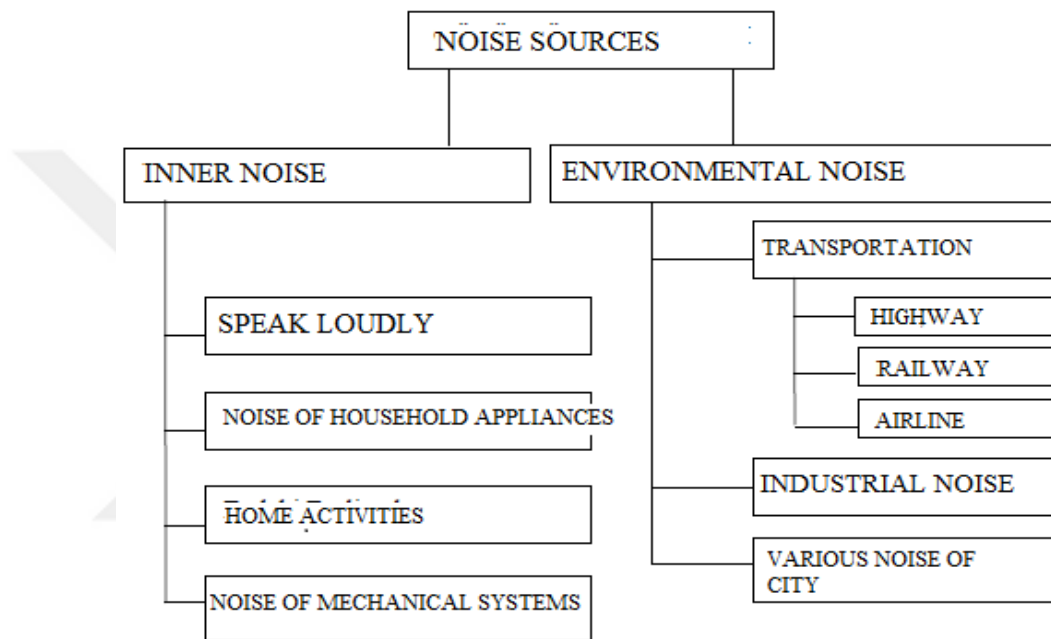 NOISE SOURCES
INNER NOISE
SPEAK LOUDLY
NOISE OF HOUSEHOLD APPLIANCES
HOME ACTIVITIES
NOISE OF MECHANICAL SYSTEMS
ENVIRONMENTAL NOISE
TRANSPORTATION
HIGHWAY
RAILWAY
AIRLINE
INDUSTRIAL NOISE
VARIOUS NOISE OF
CITY